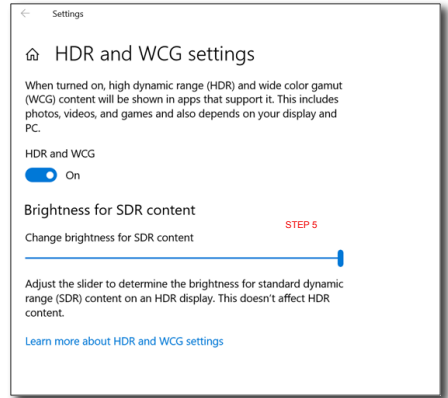 Settings
HDR and WCG settings
When turned on, high dynamic range (HDR) and wide color gamut
(WCG) content will be shown in apps that support it. This includes
photos, videos, and games and also depends on your display and
PC.
HDR and WCG
On
Brightness for SDR content
STEP 5
Change brightness for SDR content
Adjust the slider to determine the brightness for standard dynamic
range (SDR) content on an HDR display. This doesn't affect HDR
content.
Learn more about HDR and WCG settings